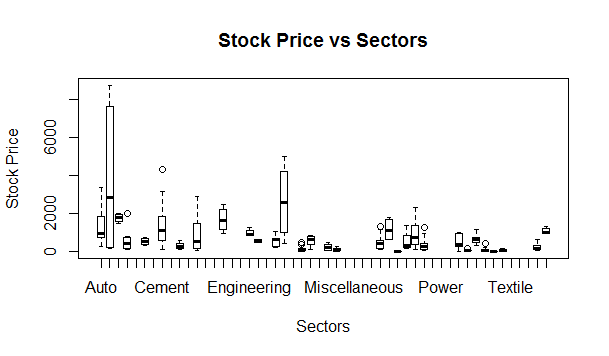 Stock Price vs Sectors
Stock Price
6000
2000
0
Auto Cement Engineering Miscellaneous Power Textile
Sectors